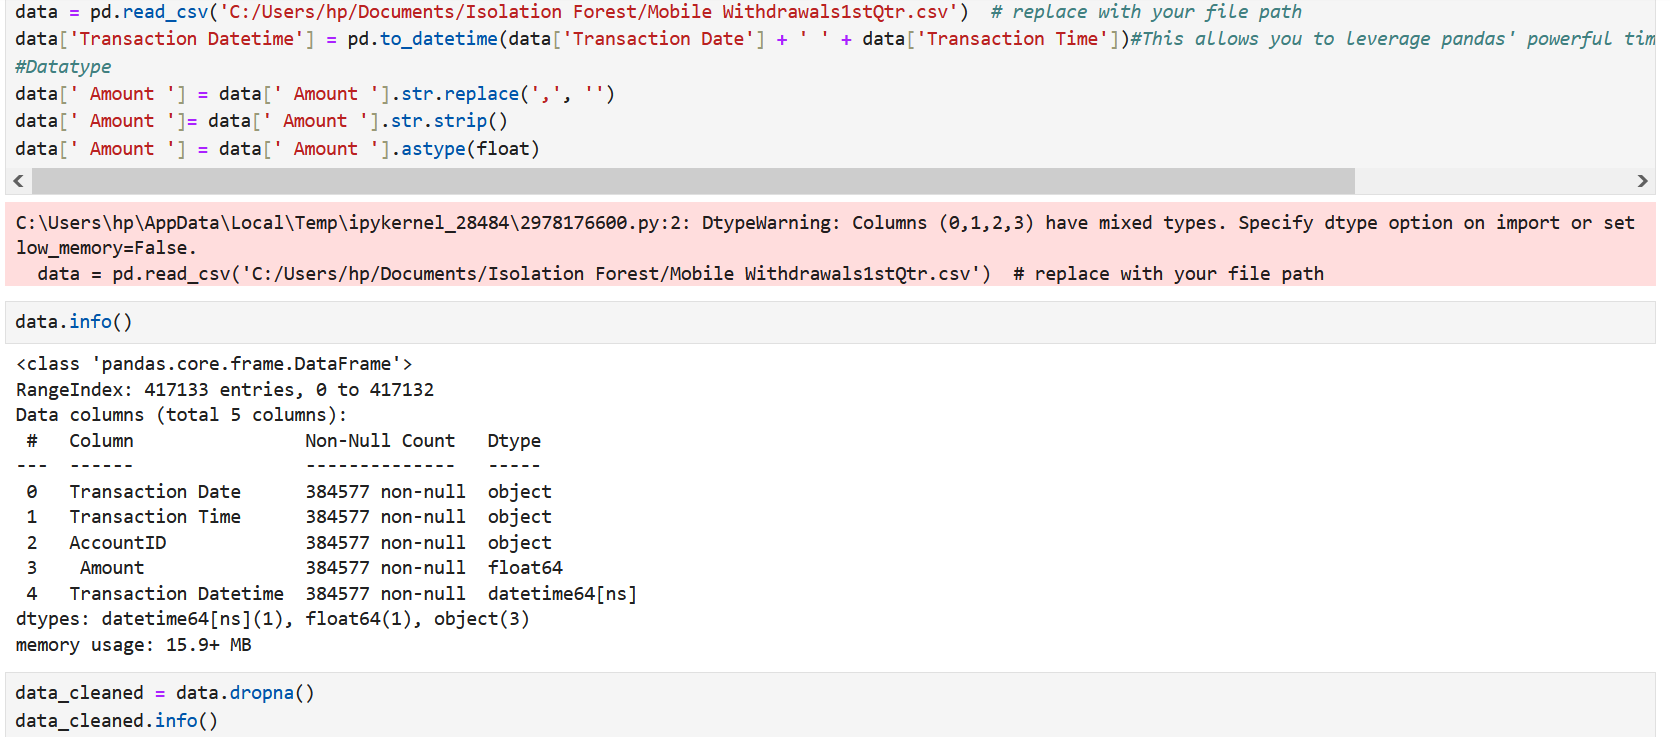 data = pd.read_csv('C:/Users/hp/Documents/Isolation Forest/Mobile Withdrawals1stQtr.csv')  # replace with your file path
data['Transaction Datetime'] = pd.to_datetime(data['Transaction Date'] + ' ' + data['Transaction Time'])#This allows you to leverage pandas' powerful tim
#Datatype
data[' Amount '] = data[' Amount '].str.replace(',', '')
data[' Amount ']= data[' Amount '].str.strip()
data[' Amount '] = data[' Amount '].astype(float)
C:\Users\hp\AppData\Local\Temp\ipykernel_28484\2978176600.py:2: DtypeWarning: Columns (0,1,2,3) have mixed types. Specify dtype option on import or set
low_memory=False.
  data = pd.read_csv('C:/Users/hp/Documents/Isolation Forest/Mobile Withdrawals1stQtr.csv')  # replace with your file path
data.info()
<class 'pandas.core.frame.DataFrame'>
RangeIndex: 417133 entries, 0 to 417132
Data columns (total 5 columns):
 #   Column                Non-Null Count   Dtype
---  ------                --------------   -----
 0   Transaction Date      384577 non-null  object
 1   Transaction Time      384577 non-null  object
 2   AccountID             384577 non-null  object
 3    Amount               384577 non-null  float64
 4   Transaction Datetime  384577 non-null  datetime64[ns]
dtypes: datetime64[ns](1), float64(1), object(3)
memory usage: 15.9+ MB
data_cleaned = data.dropna()
data_cleaned.info()